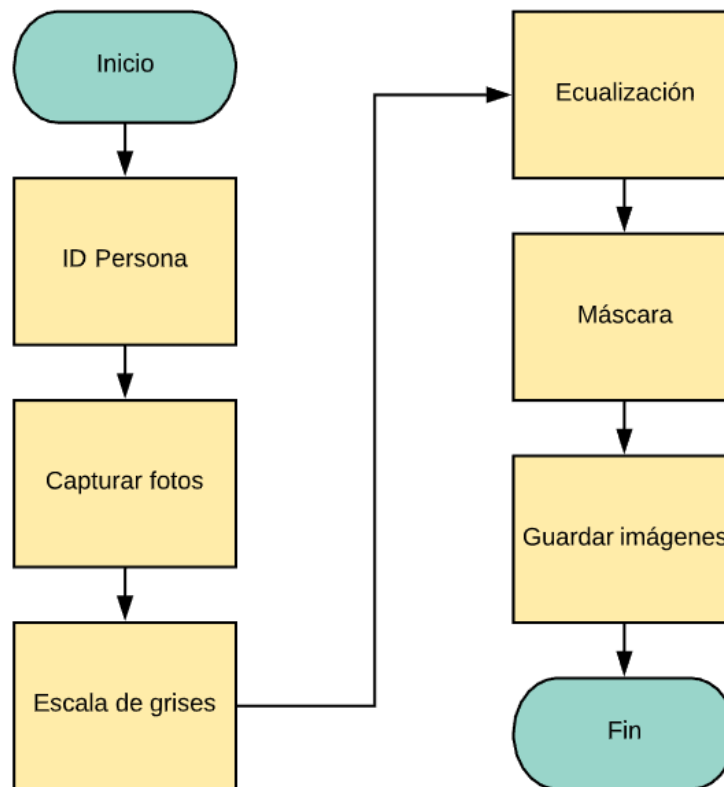 Inicio
ID Persona
Capturar fotos
Escala de grises
Ecualización
Máscara
Guardar imágenes
Fin